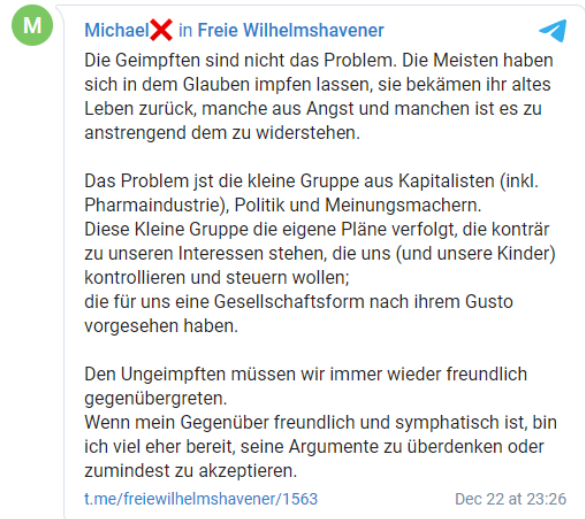 M
Michael❌ in Freie Wilhelmshavener
Die Geimpften sind nicht das Problem. Die Meisten haben
sich in dem Glauben impfen lassen, sie bekämen ihr altes
Leben zurück, manche aus Angst und manchen ist es zu
anstrengend dem zu widerstehen.
Das Problem jst die kleine Gruppe aus Kapitalisten (inkl.
Pharmaindustrie), Politik und Meinungsmachern.
Diese Kleine Gruppe die eigene Pläne verfolgt, die konträr
zu unseren Interessen stehen, die uns (und unsere Kinder)
kontrollieren und steuern wollen;
die für uns eine Gesellschaftsform nach ihrem Gusto
vorgesehen haben.
Den Ungeimpften müssen wir immer wieder freundlich
gegenübergreten.
Wenn mein Gegenüber freundlich und symphatisch ist, bin
ich viel eher bereit, seine Argumente zu überdenken oder
zumindest zu akzeptieren.
t.me/freiewilhelmshavener/1563 Dec 22 at 23:26